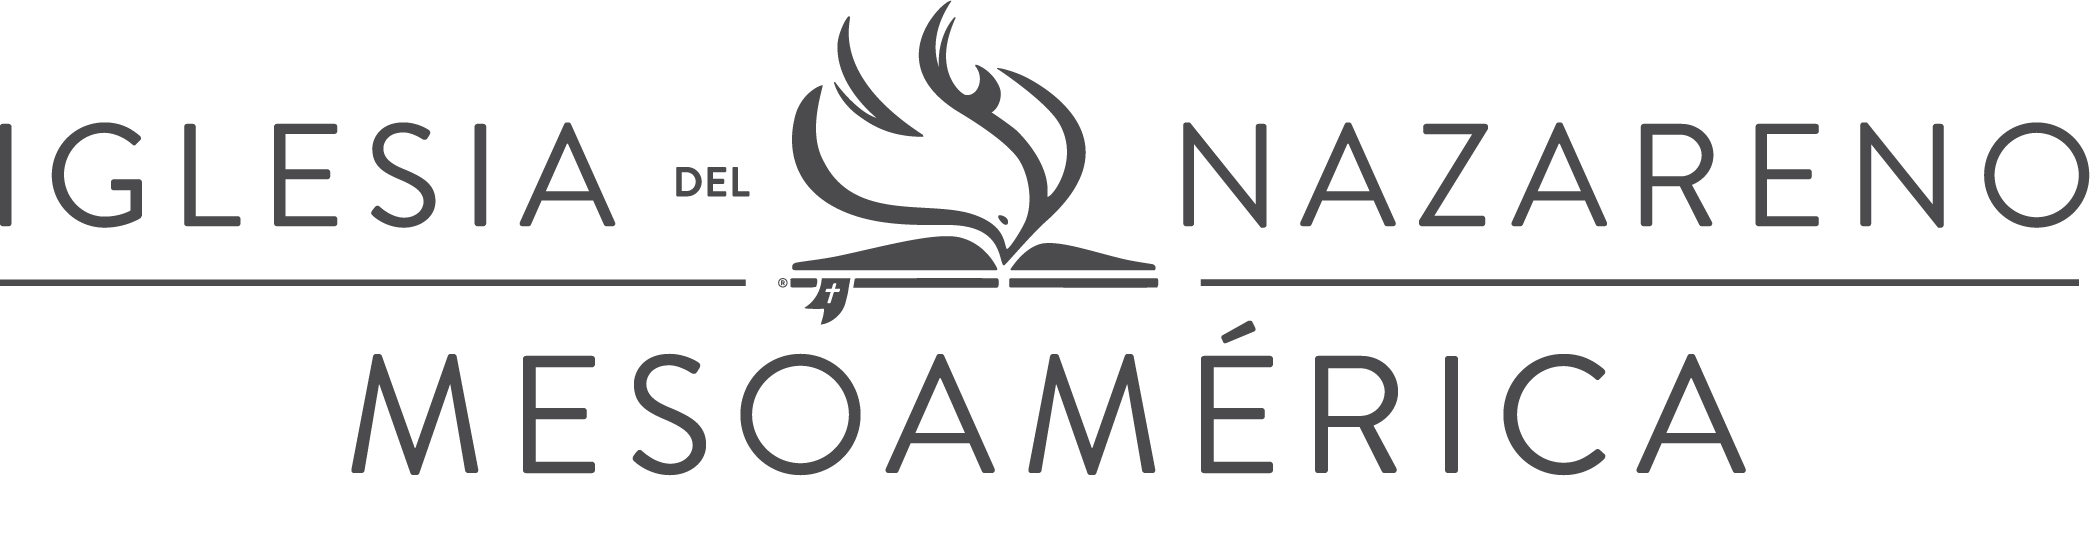 IGLESIA DEL NAZARENO
®
MESOAMÉRICA